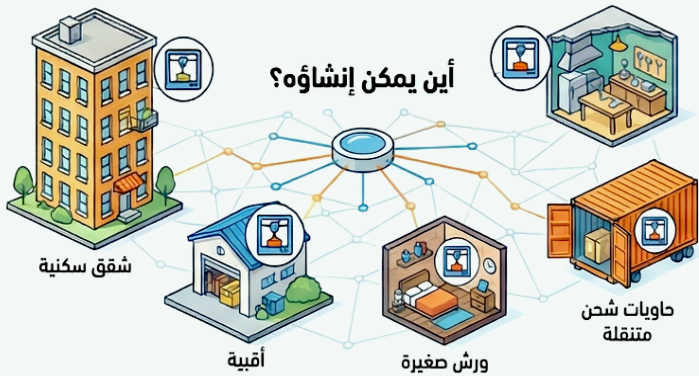 أين يمكن إنشاؤه؟
شقق سكنية
أقبية
ورش صغيرة
حاويات شحن
متنقلة